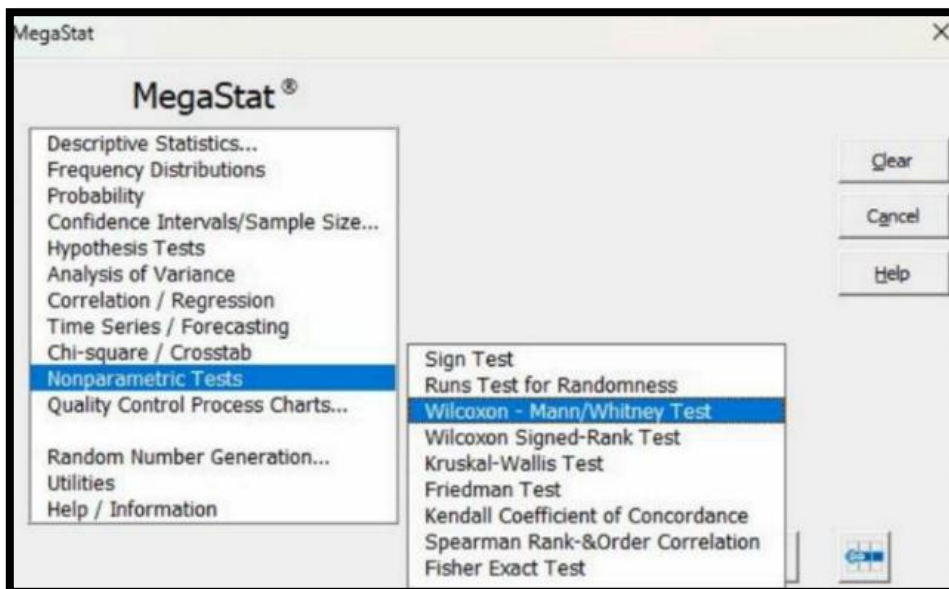 MegaStat
MegaStat ®
Descriptive Statistics...
Frequency Distributions
Probability
Confidence Intervals/Sample Size...
Hypothesis Tests
Analysis of Variance
Correlation / Regression
Time Series / Forecasting
Chi-square / Crosstab
Nonparametric Tests
Quality Control Process Charts...
Random Number Generation...
Utilities
Help / Information
Sign Test
Runs Test for Randomness
Wilcoxon - Mann/Whitney Test
Wilcoxon Signed-Rank Test
Kruskal-Wallis Test
Friedman Test
Kendall Coefficient of Concordance
Spearman Rank-&Order Correlation
Fisher Exact Test
Clear
Cancel
Help